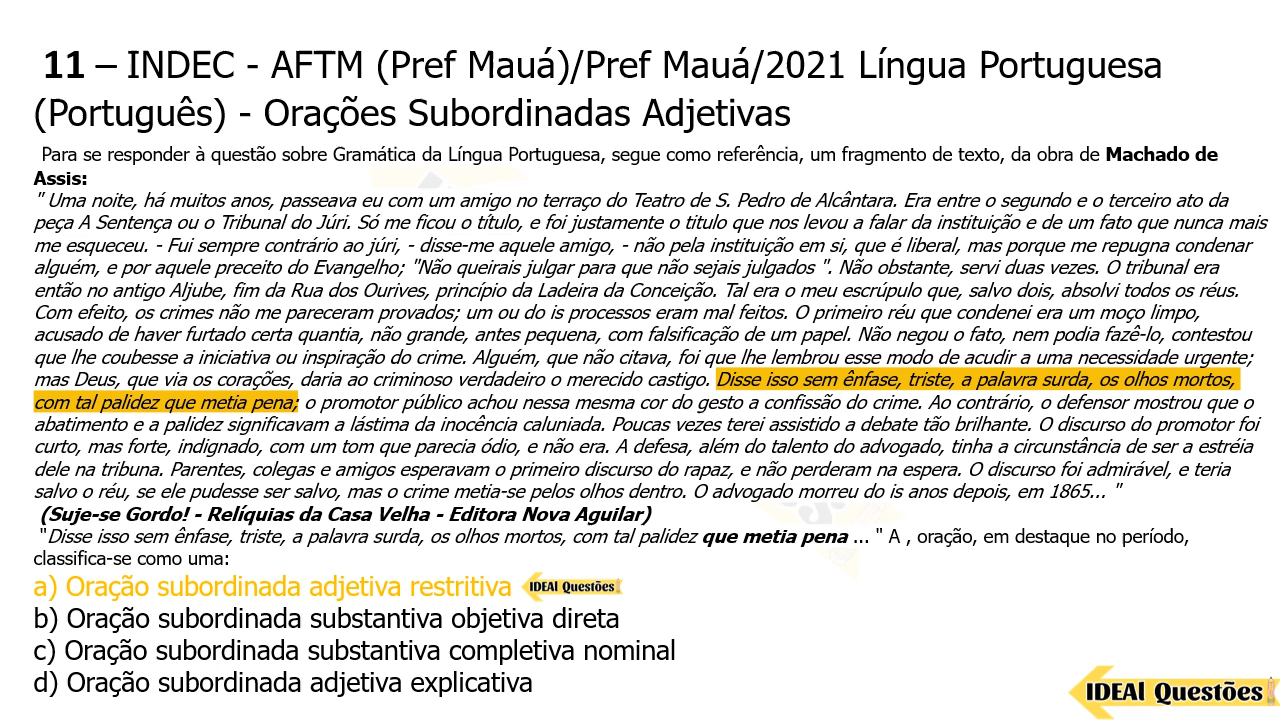 11 – INDEC - AFTM (Pref Mauá)/Pref Mauá/2021 Língua Portuguesa
(Português) - Orações Subordinadas Adjetivas
Para se responder à questão sobre Gramática da Língua Portuguesa, segue como referência, um fragmento de texto, da obra de Machado de
Assis:
" Uma noite, há muitos anos, passeava eu com um amigo no terraço do Teatro de S. Pedro de Alcântara. Era entre o segundo e o terceiro ato da
peça A Sentença ou o Tribunal do Júri. Só me ficou o título, e foi justamente o titulo que nos levou a falar da instituição e de um fato que nunca mais
me esqueceu. - Fui sempre contrário ao júri, - disse-me aquele amigo, - não pela instituição em si, que é liberal, mas porque me repugna condenar
alguém, e por aquele preceito do Evangelho; "Não queirais julgar para que não sejais julgados ". Não obstante, servi duas vezes. O tribunal era
então no antigo Aljube, fim da Rua dos Ourives, princípio da Ladeira da Conceição. Tal era o meu escrúpulo que, salvo dois, absolvi todos os réus.
Com efeito, os crimes não me pareceram provados; um ou do is processos eram mal feitos. O primeiro réu que condenei era um moço limpo,
acusado de haver furtado certa quantia, não grande, antes pequena, com falsificação de um papel. Não negou o fato, nem podia fazê-lo, contestou
que lhe coubesse a iniciativa ou inspiração do crime. Alguém, que não citava, foi que lhe lembrou esse modo de acudir a uma necessidade urgente;
mas Deus, que via os corações, daria ao criminoso verdadeiro o merecido castigo. Disse isso sem ênfase, triste, a palavra surda, os olhos mortos,
com tal palidez que metia pena; o promotor público achou nessa mesma cor do gesto a confissão do crime. Ao contrário, o defensor mostrou que o
abatimento e a palidez significavam a lástima da inocência caluniada. Poucas vezes terei assistido a debate tão brilhante. O discurso do promotor foi
curto, mas forte, indignado, com um tom que parecia ódio, e não era. A defesa, além do talento do advogado, tinha a circunstância de ser a estréia
dele na tribuna. Parentes, colegas e amigos esperavam o primeiro discurso do rapaz, e não perderam na espera. O discurso foi admirável, e teria
salvo o réu, se ele pudesse ser salvo, mas o crime metia-se pelos olhos dentro. O advogado morreu do is anos depois, em 1865... "
(Suje-se Gordo! - Relíquias da Casa Velha - Editora Nova Aguilar)
"Disse isso sem ênfase, triste, a palavra surda, os olhos mortos, com tal palidez que metia pena ... " A , oração, em destaque no período,
classifica-se como uma:
a) Oração subordinada adjetiva restritiva IDEAl Questões
b) Oração subordinada substantiva objetiva direta
c) Oração subordinada substantiva completiva nominal
d) Oração subordinada adjetiva explicativa
IDEAl Questões